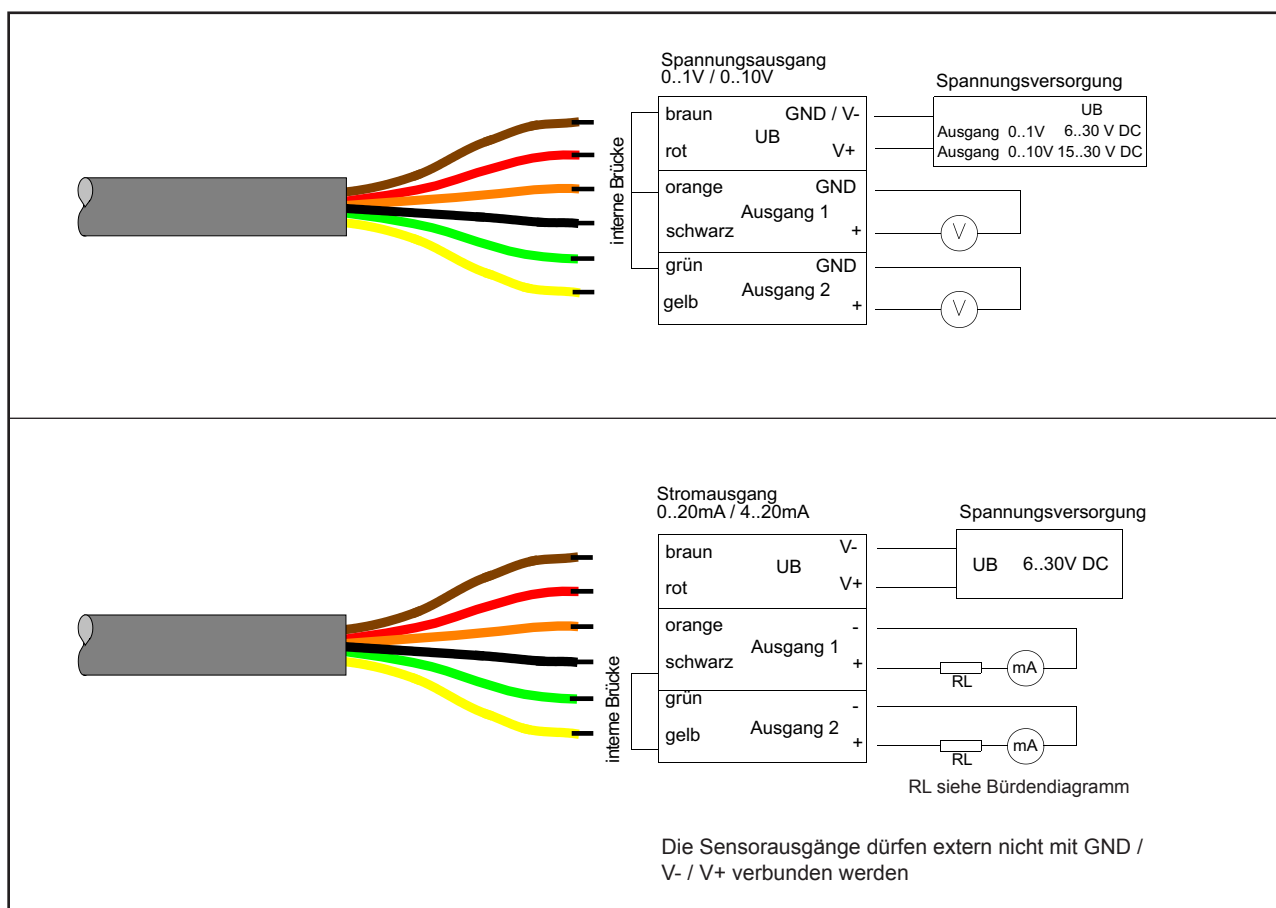 Spannungsausgang
0..1V / 0..10V
Spannungsversorgung
interne Brücke
braun GND / V-
UB
rot V+
orange GND
Ausgang 1
schwarz +
grün GND
Ausgang 2
gelb +
UB
Ausgang 0..1V 6..30 V DC
Ausgang 0..10V 15..30 V DC
V
V
Stromausgang
0..20mA / 4..20mA
Spannungsversorgung
interne Brücke
braun V-
UB
rot V+
orange -
Ausgang 1
schwarz +
grün -
Ausgang 2
gelb +
UB 6..30V DC
mA
RL
mA
RL
RL siehe Bürdendiagramm
Die Sensorausgänge dürfen extern nicht mit GND /
V- / V+ verbunden werden